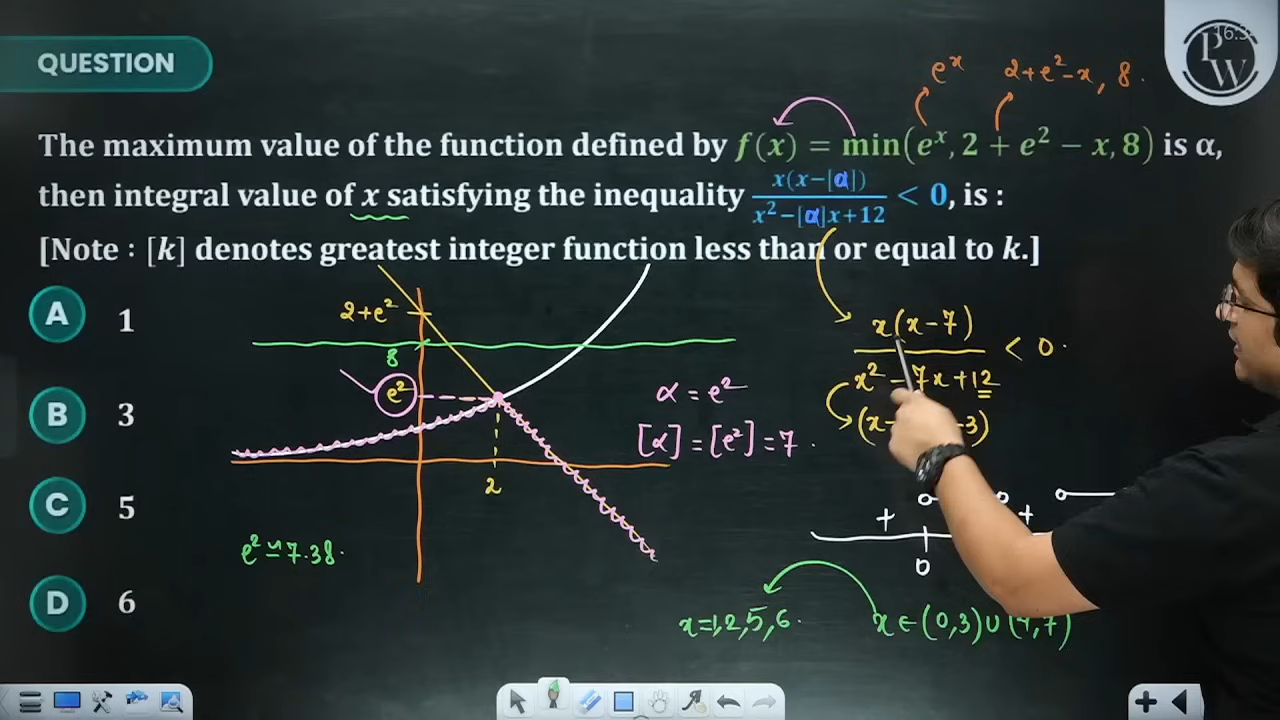 QUESTION
PW
e^x
2+e^2-x, 8.
The maximum value of the function defined by f(x) = min(e^x, 2 + e^2 − x, 8) is α,
then integral value of x satisfying the inequality x(x−[α]) / x^2−[α]x+12 < 0, is :
[Note : [k] denotes greatest integer function less than or equal to k.]
A 1
B 3
C 5
D 6
2+e^2
8
e^2
2
e^2 ≃ 7.38.
α = e^2
[α] = [e^2] = 7.
x(x-7) / x^2 - 7x+12 < 0.
+
+
0
x=1,2,5,6.
x ∈ (0,3)∪(4,7)